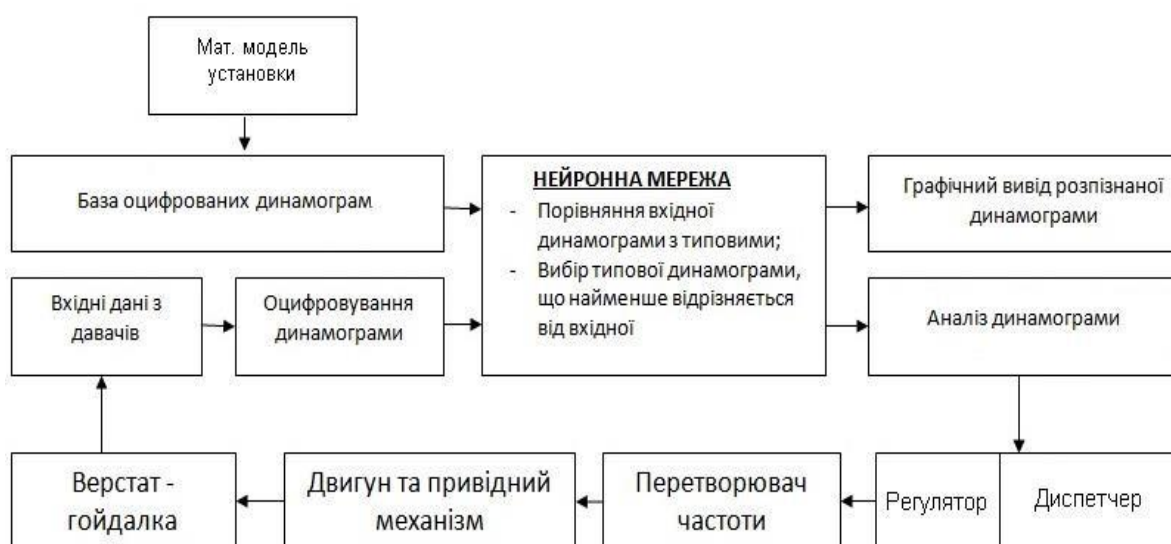 Мат. модель
установки
База оцифрованих динамограм
НЕЙРОННА МЕРЕЖА
- Порівняння вхідної
динамограми з типовими;
- Вибір типової динамограми,
що найменше відрізняється
від вхідної
Графічний вивід розпізнаної
динамограми
Вхідні дані з
давачів
Оцифровування
динамограми
Аналіз динамограми
Верстат -
гойдалка
Двигун та привідний
механізм
Перетворювач
частоти
Регулятор
Диспетчер